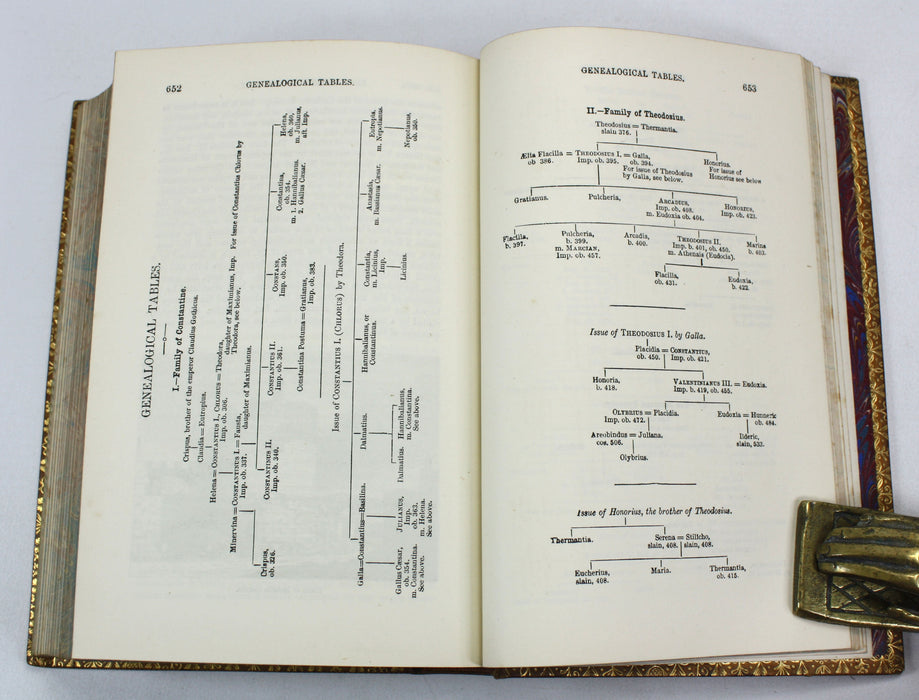 652
GENEALOGICAL TABLES.
GENEALOGICAL TABLES.
I.—Family of Constantine.
Crispus, brother of the emperor Claudius Gothicus.
Claudia = Eutropius.
Helena = CONSTANTIUS I., CHLORUS = Theodora,
Imp. ob. 306.
daughter of Maximianus, Imp. For issue of Constantius Chlorus by
Theodora, see below.
Minervina = CONSTANTINUS I. = Fausta,
Imp. ob. 337.
daughter of Maximianus.
Crispus,
ob. 326.
CONSTANTINUS II.
Imp. ob. 340.
CONSTANTIUS II.
Imp. ob. 361.
CONSTANS,
Imp. ob. 350.
Constantina,
ob. 354.
m. 1. Hannibalianus.
2. Gallus Cæsar.
Helena,
ob. 360,
m. Julianus,
alt. Imp.
Constantina Postuma = Gratianus,
Imp. ob. 383.
Issue of CONSTANTIUS I. (CHLORUS) by Theodora.
Galla=Constantius=Basilina.
Dalmatius.
Hannibalianus, or
Constantinus.
Constantia,
m. Licinius,
Imp.
Anastasia,
m. Bassianus Cæsar.
Eutropia,
m. Nepotianus.
Gallus Cæsar,
ob. 354.
m. Constantina.
See above.
JULIANUS,
Imp.
ob. 363.
m. Helena.
See above.
Dalmatius.
Hannibalianus,
m. Constantina.
See above.
Licinius.
Nepotianus,
ob. 350.
GENEALOGICAL TABLES.
653
II.—Family of Theodosius.
Theodosius = Thermantia.
slain 376.
Ælia Flacilla = THEODOSIUS I. = Galla,
ob 386.
Imp. ob. 395.
ob. 394.
For issue of Theodosius
by Galla, see below.
Honorius.
For issue of
Honorius see below
Gratianus.
Pulcheria.
ARCADIUS,
Imp. ob. 408.
m. Eudoxia ob. 404.
HONORIUS,
Imp. ob. 423.
Flacilla,
b. 397.
Pulcheria,
b. 399.
m. MARCIAN,
Imp. ob. 457.
Arcadia,
b. 400.
THEODOSIUS II.
Imp. b. 401, ob. 450.
m. Athenais (Eudocia).
Marina
b. 403.
Flacilla,
ob. 431.
Eudoxia,
b. 422.
Issue of THEODOSIUS I. by Galla.
Placidia = CONSTANTIUS,
ob. 450.
Imp. ob. 421.
Honoria,
b. 418.
VALENTINIANUS III. = Eudoxia.
Imp. b. 419, ob. 455.
OLYBRIUS = Placidia.
Imp. ob. 472.
Eudoxia = Hunneric
ob. 484.
Areobindus = Juliana.
cos. 506.
Ilderic,
slain, 533.
Olybrius.
Issue of Honorius, the brother of Theodosius.
Thermantia.
Serena = Stilicho,
slain, 408.
slain, 408.
Eucherius,
slain, 408.
Maria.
Thermantia,
ob. 415.